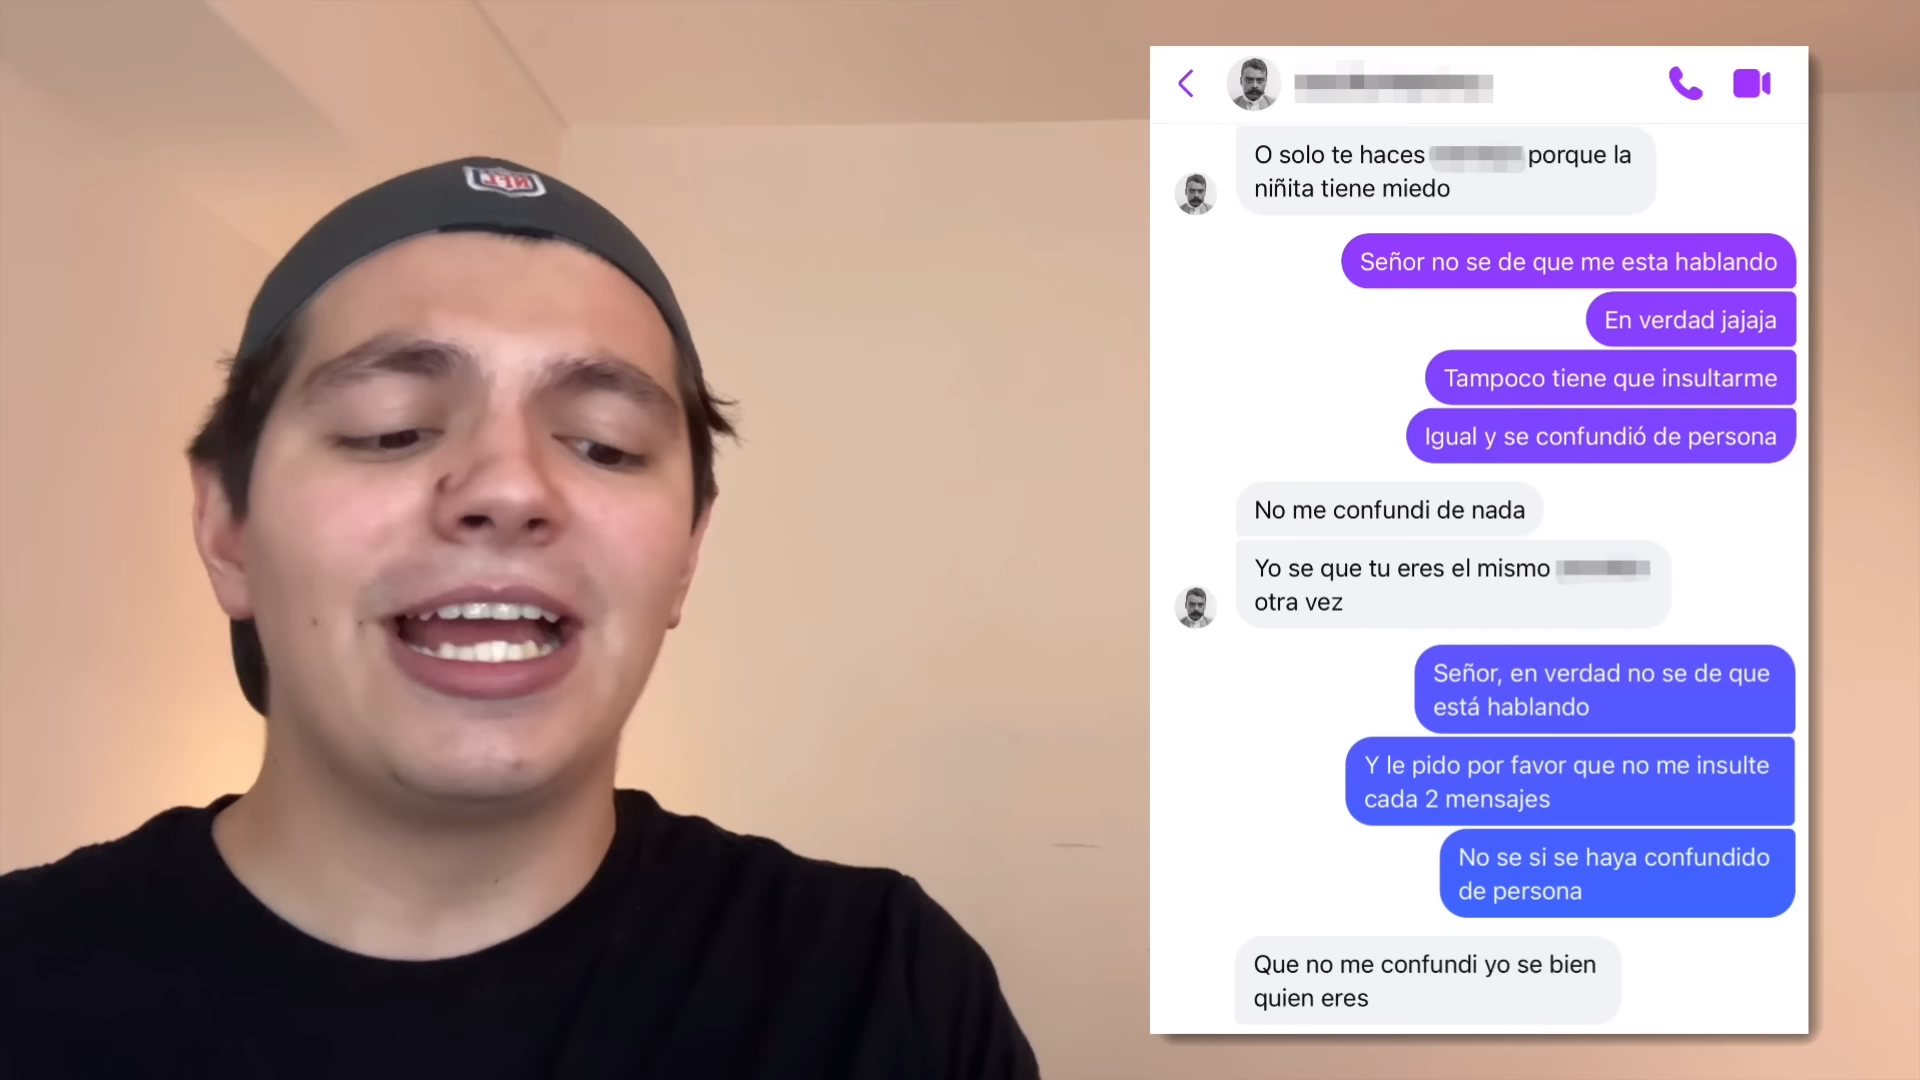 NFL
O solo te haces porque la
niñita tiene miedo
Señor no se de que me esta hablando
En verdad jajaja
Tampoco tiene que insultarme
Igual y se confundió de persona
No me confundi de nada
Yo se que tu eres el mismo
otra vez
Señor, en verdad no se de que
está hablando
Y le pido por favor que no me insulte
cada 2 mensajes
No se si se haya confundido
de persona
Que no me confundi yo se bien
quien eres